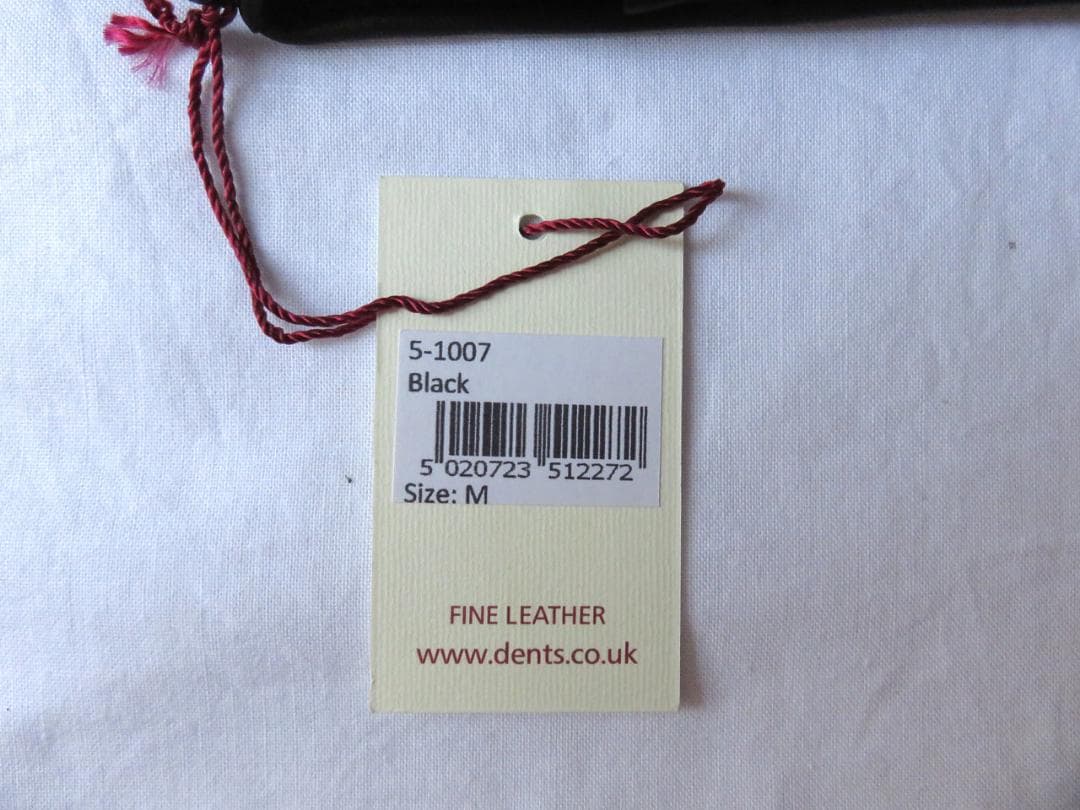 5-1007
Black
5 020723 512272
Size: M
FINE LEATHER
www.dents.co.uk